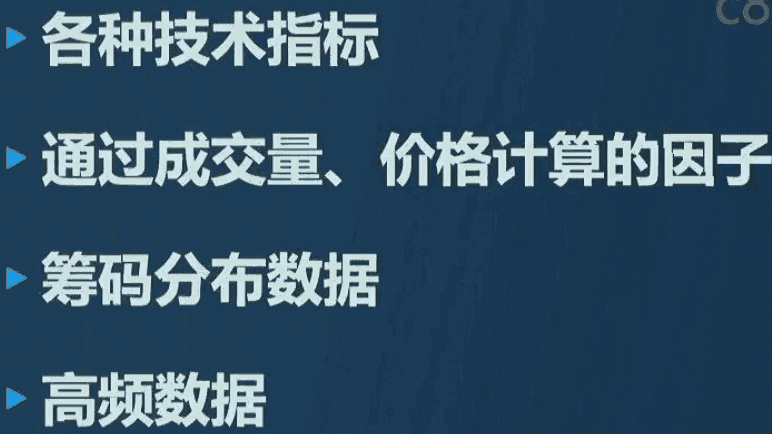 各种技术指标
通过成交量、价格计算的因子
筹码分布数据
高频数据